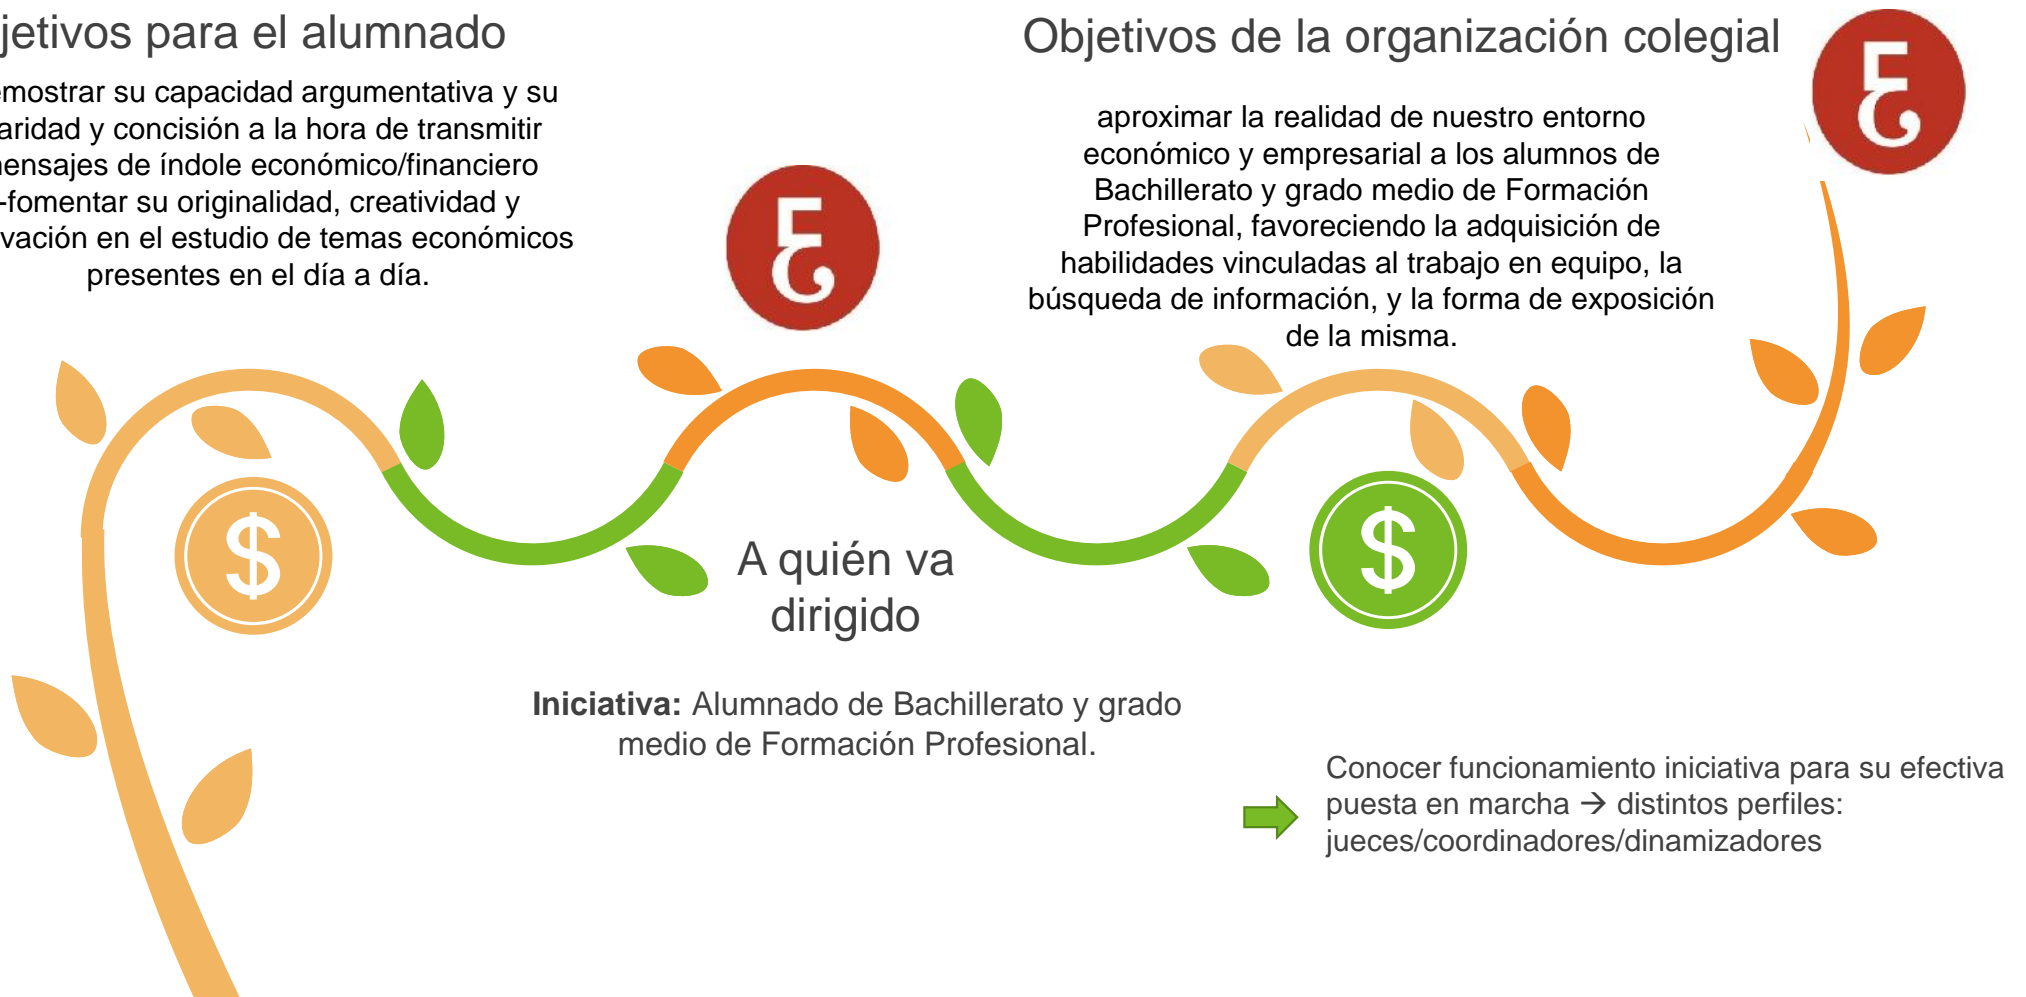 jetivos para el alumnado
emostrar su capacidad argumentativa y su
aridad y concisión a la hora de transmitir
ensajes de índole económico/financiero
-fomentar su originalidad, creatividad y
vación en el estudio de temas económicos
presentes en el día a día.
Objetivos de la organización colegial
aproximar la realidad de nuestro entorno
económico y empresarial a los alumnos de
Bachillerato y grado medio de Formación
Profesional, favoreciendo la adquisición de
habilidades vinculadas al trabajo en equipo, la
búsqueda de información, y la forma de exposición
de la misma.
$
$
A quién va
dirigido
Iniciativa: Alumnado de Bachillerato y grado
medio de Formación Profesional.
Conocer funcionamiento iniciativa para su efectiva
puesta en marcha → distintos perfiles:
jueces/coordinadores/dinamizadores